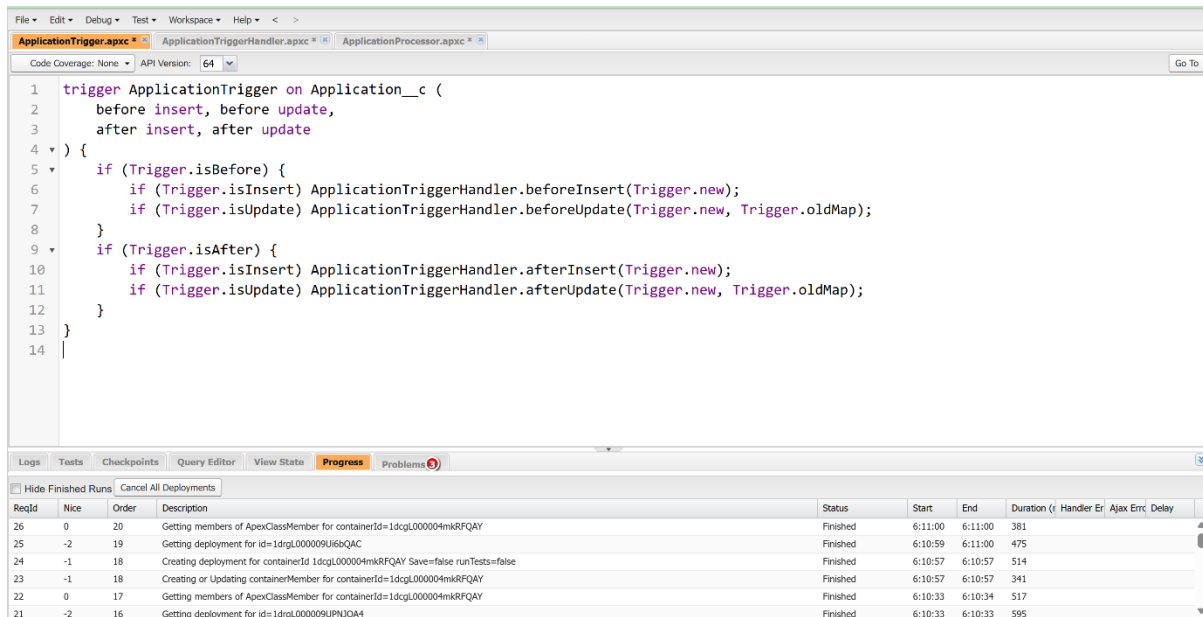 File Edit Debug Test Workspace Help < >
ApplicationTrigger.apxc * ApplicationTriggerHandler.apxc * ApplicationProcessor.apxc *
Code Coverage: None API Version: 64 Go To
1 trigger ApplicationTrigger on Application__c (
2 before insert, before update,
3 after insert, after update
4 ) {
5 if (Trigger.isBefore) {
6 if (Trigger.isInsert) ApplicationTriggerHandler.beforeInsert(Trigger.new);
7 if (Trigger.isUpdate) ApplicationTriggerHandler.beforeUpdate(Trigger.new, Trigger.oldMap);
8 }
9 if (Trigger.isAfter) {
10 if (Trigger.isInsert) ApplicationTriggerHandler.afterInsert(Trigger.new);
11 if (Trigger.isUpdate) ApplicationTriggerHandler.afterUpdate(Trigger.new, Trigger.oldMap);
12 }
13 }
14
Logs Tests Checkpoints Query Editor View State Progress Problems 3
Hide Finished Runs Cancel All Deployments
ReqId Nice Order Description Status Start End Duration (r Handler Er Ajax Errc Delay
26 0 20 Getting members of ApexClassMember for containerId=1dcgL000004mkRFQAY Finished 6:11:00 6:11:00 381
25 -2 19 Getting deployment for id=1drgL000009Ui6bQAC Finished 6:10:59 6:11:00 475
24 -1 18 Creating deployment for containerId 1dcgL000004mkRFQAY Save=false runTests=false Finished 6:10:57 6:10:57 514
23 -1 18 Creating or Updating containerMember for containerId=1dcgL000004mkRFQAY Finished 6:10:57 6:10:57 341
22 0 17 Getting members of ApexClassMember for containerId=1dcgL000004mkRFQAY Finished 6:10:33 6:10:34 517
21 -2 16 Getting deployment for id=1drgL000009UPNJQA4 Finished 6:10:33 6:10:33 595